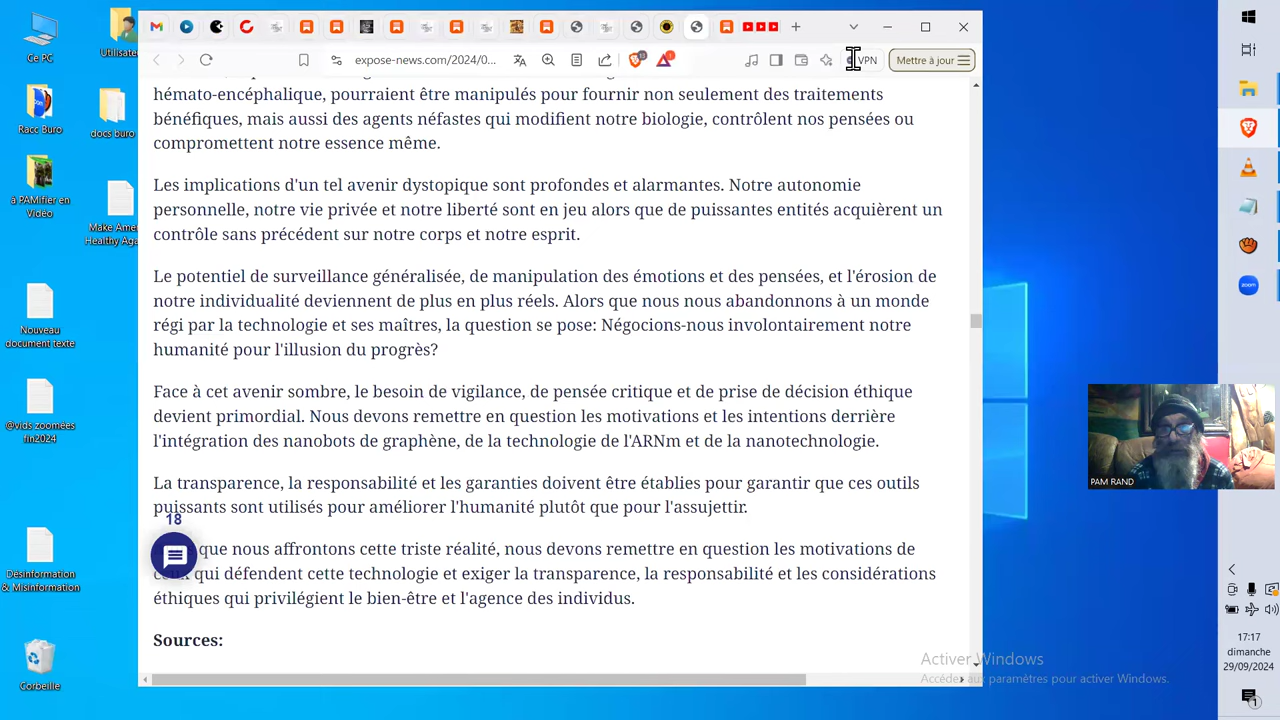 Ce PC
Utilisate
Racc Buro
docs buro
à PAMifier en
Vidéo
Make Amer
Healthy Aga
Nouveau
document texte
@vids zoomées
fin2024
Désinformation
& Misinformation
Corbeille
expose-news.com/2024/0...
VPN
Mettre à jour
hémato-encéphalique, pourraient être manipulés pour fournir non seulement des traitements
bénéfiques, mais aussi des agents néfastes qui modifient notre biologie, contrôlent nos pensées ou
compromettent notre essence même.
Les implications d'un tel avenir dystopique sont profondes et alarmantes. Notre autonomie
personnelle, notre vie privée et notre liberté sont en jeu alors que de puissantes entités acquièrent un
contrôle sans précédent sur notre corps et notre esprit.
Le potentiel de surveillance généralisée, de manipulation des émotions et des pensées, et l'érosion de
notre individualité deviennent de plus en plus réels. Alors que nous nous abandonnons à un monde
régi par la technologie et ses maîtres, la question se pose: Négocions-nous involontairement notre
humanité pour l'illusion du progrès?
Face à cet avenir sombre, le besoin de vigilance, de pensée critique et de prise de décision éthique
devient primordial. Nous devons remettre en question les motivations et les intentions derrière
l'intégration des nanobots de graphène, de la technologie de l'ARNm et de la nanotechnologie.
La transparence, la responsabilité et les garanties doivent être établies pour garantir que ces outils
puissants sont utilisés pour améliorer l'humanité plutôt que pour l'assujettir.
18
que nous affrontons cette triste réalité, nous devons remettre en question les motivations de
ceux qui défendent cette technologie et exiger la transparence, la responsabilité et les considérations
éthiques qui privilégient le bien-être et l'agence des individus.
Sources:
PAM RAND
Activer Windows
Accédez aux paramètres pour activer Windows.
17:17
dimanche
29/09/2024
1